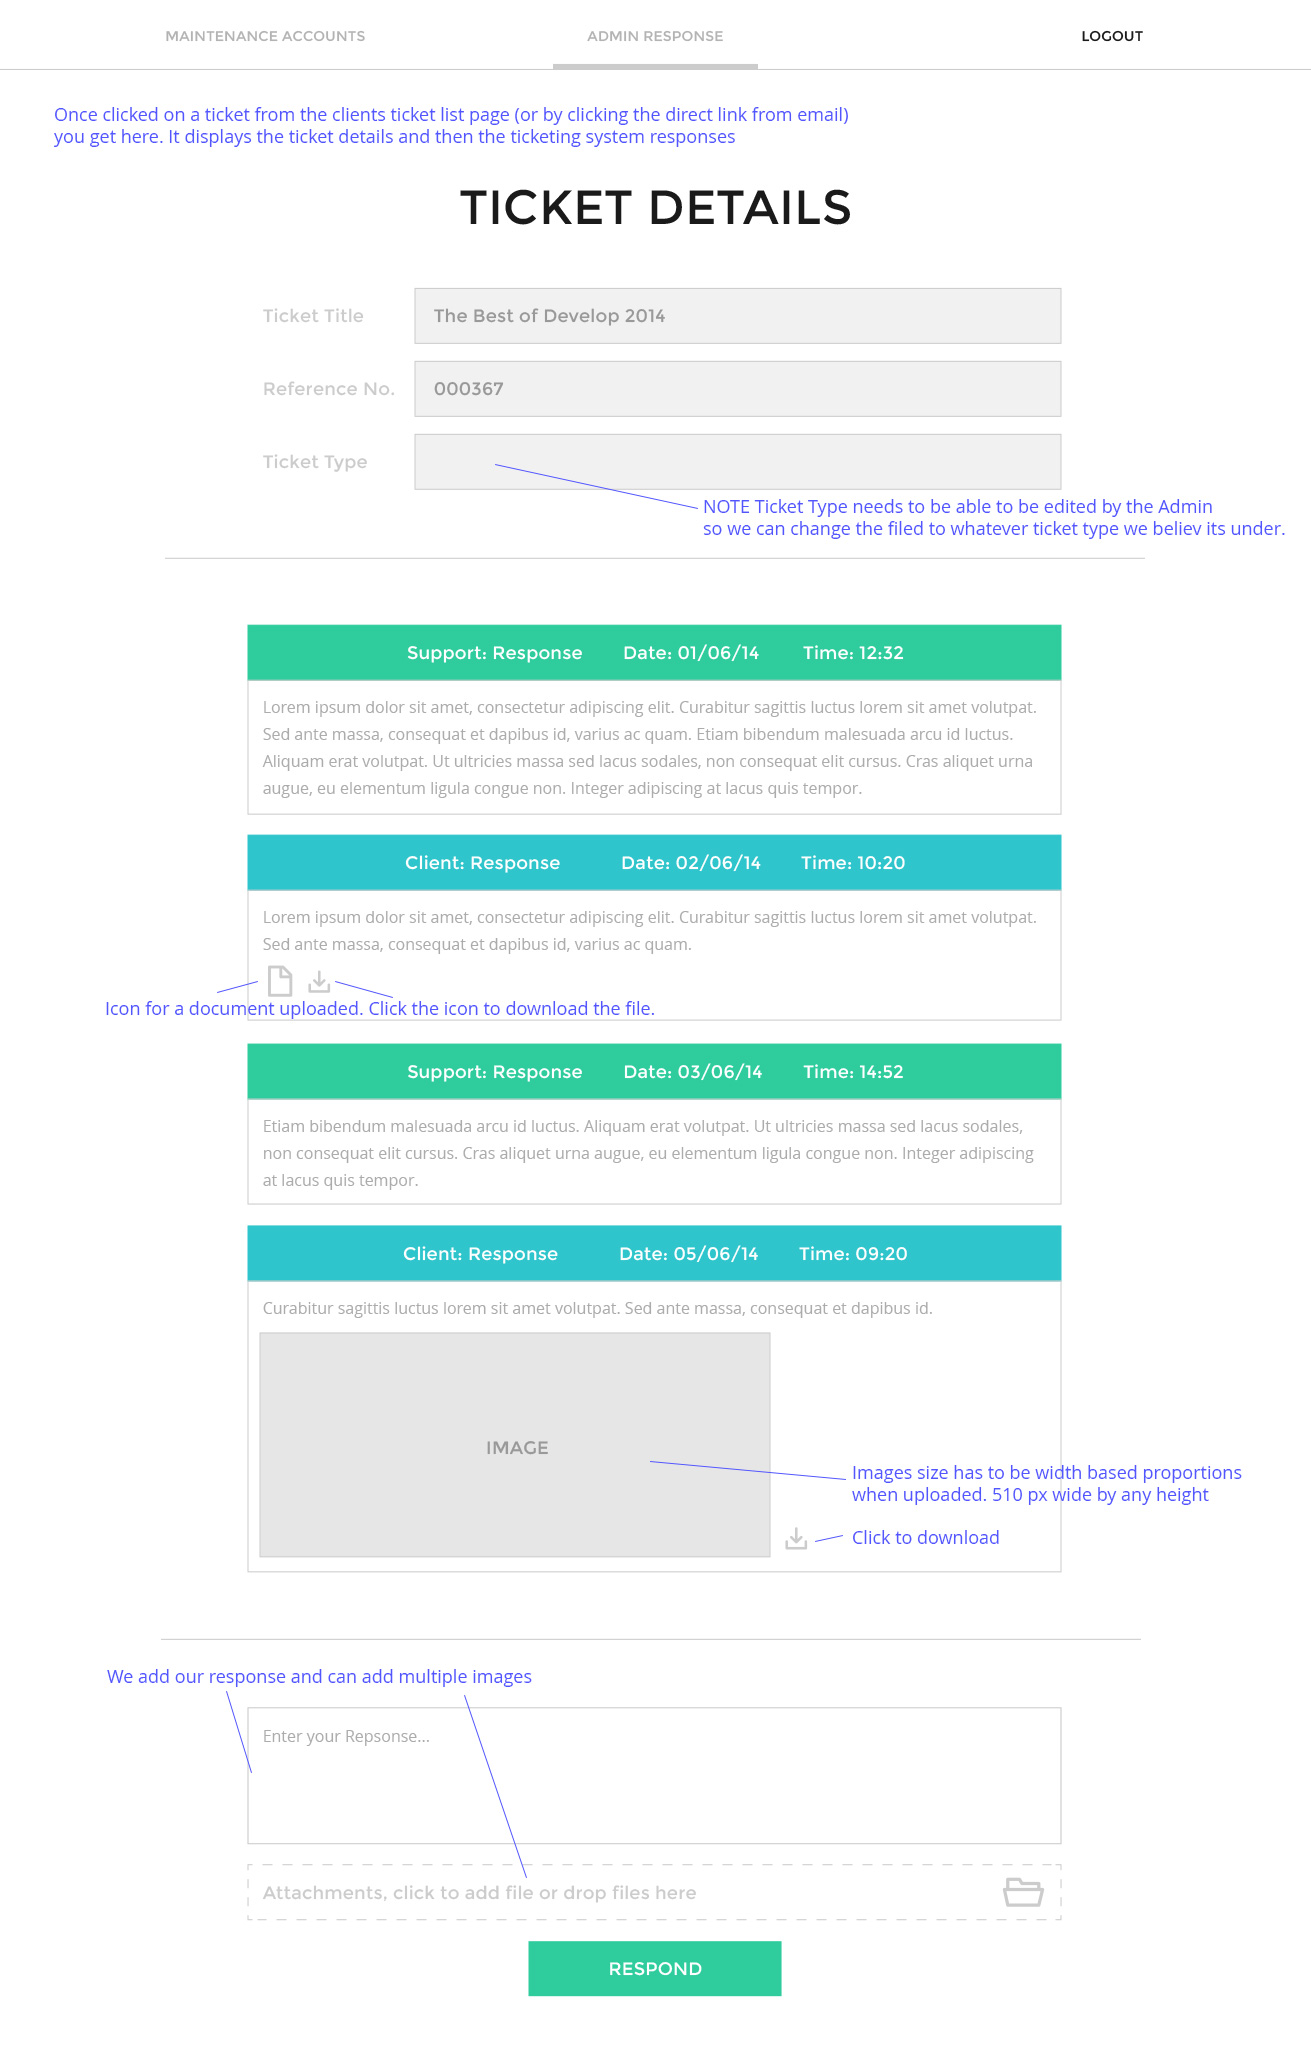 MAINTENANCE ACCOUNTS
ADMIN RESPONSE
LOGOUT
Once clicked on a ticket from the clients ticket list page (or by clicking the direct link from email)
you get here. It displays the ticket details and then the ticketing system responses
TICKET DETAILS
Ticket Title
The Best of Develop 2014
Reference No.
000367
Ticket Type
NOTE Ticket Type needs to be able to be edited by the Admin
so we can change the filed to whatever ticket type we believ its under.
Support: Response Date: 01/06/14 Time: 12:32
Lorem ipsum dolor sit amet, consectetur adipiscing elit. Curabitur sagittis luctus lorem sit amet volutpat.
Sed ante massa, consequat et dapibus id, varius ac quam. Etiam bibendum malesuada arcu id luctus.
Aliquam erat volutpat. Ut ultricies massa sed lacus sodales, non consequat elit cursus. Cras aliquet urna
augue, eu elementum ligula congue non. Integer adipiscing at lacus quis tempor.
Client: Response Date: 02/06/14 Time: 10:20
Lorem ipsum dolor sit amet, consectetur adipiscing elit. Curabitur sagittis luctus lorem sit amet volutpat.
Sed ante massa, consequat et dapibus id, varius ac quam.
Icon for a document uploaded. Click the icon to download the file.
Support: Response Date: 03/06/14 Time: 14:52
Etiam bibendum malesuada arcu id luctus. Aliquam erat volutpat. Ut ultricies massa sed lacus sodales,
non consequat elit cursus. Cras aliquet urna augue, eu elementum ligula congue non. Integer adipiscing
at lacus quis tempor.
Client: Response Date: 05/06/14 Time: 09:20
Curabitur sagittis luctus lorem sit amet volutpat. Sed ante massa, consequat et dapibus id.
IMAGE
Images size has to be width based proportions
when uploaded. 510 px wide by any height
Click to download
We add our response and can add multiple images
Enter your Repsonse...
Attachments, click to add file or drop files here
RESPOND